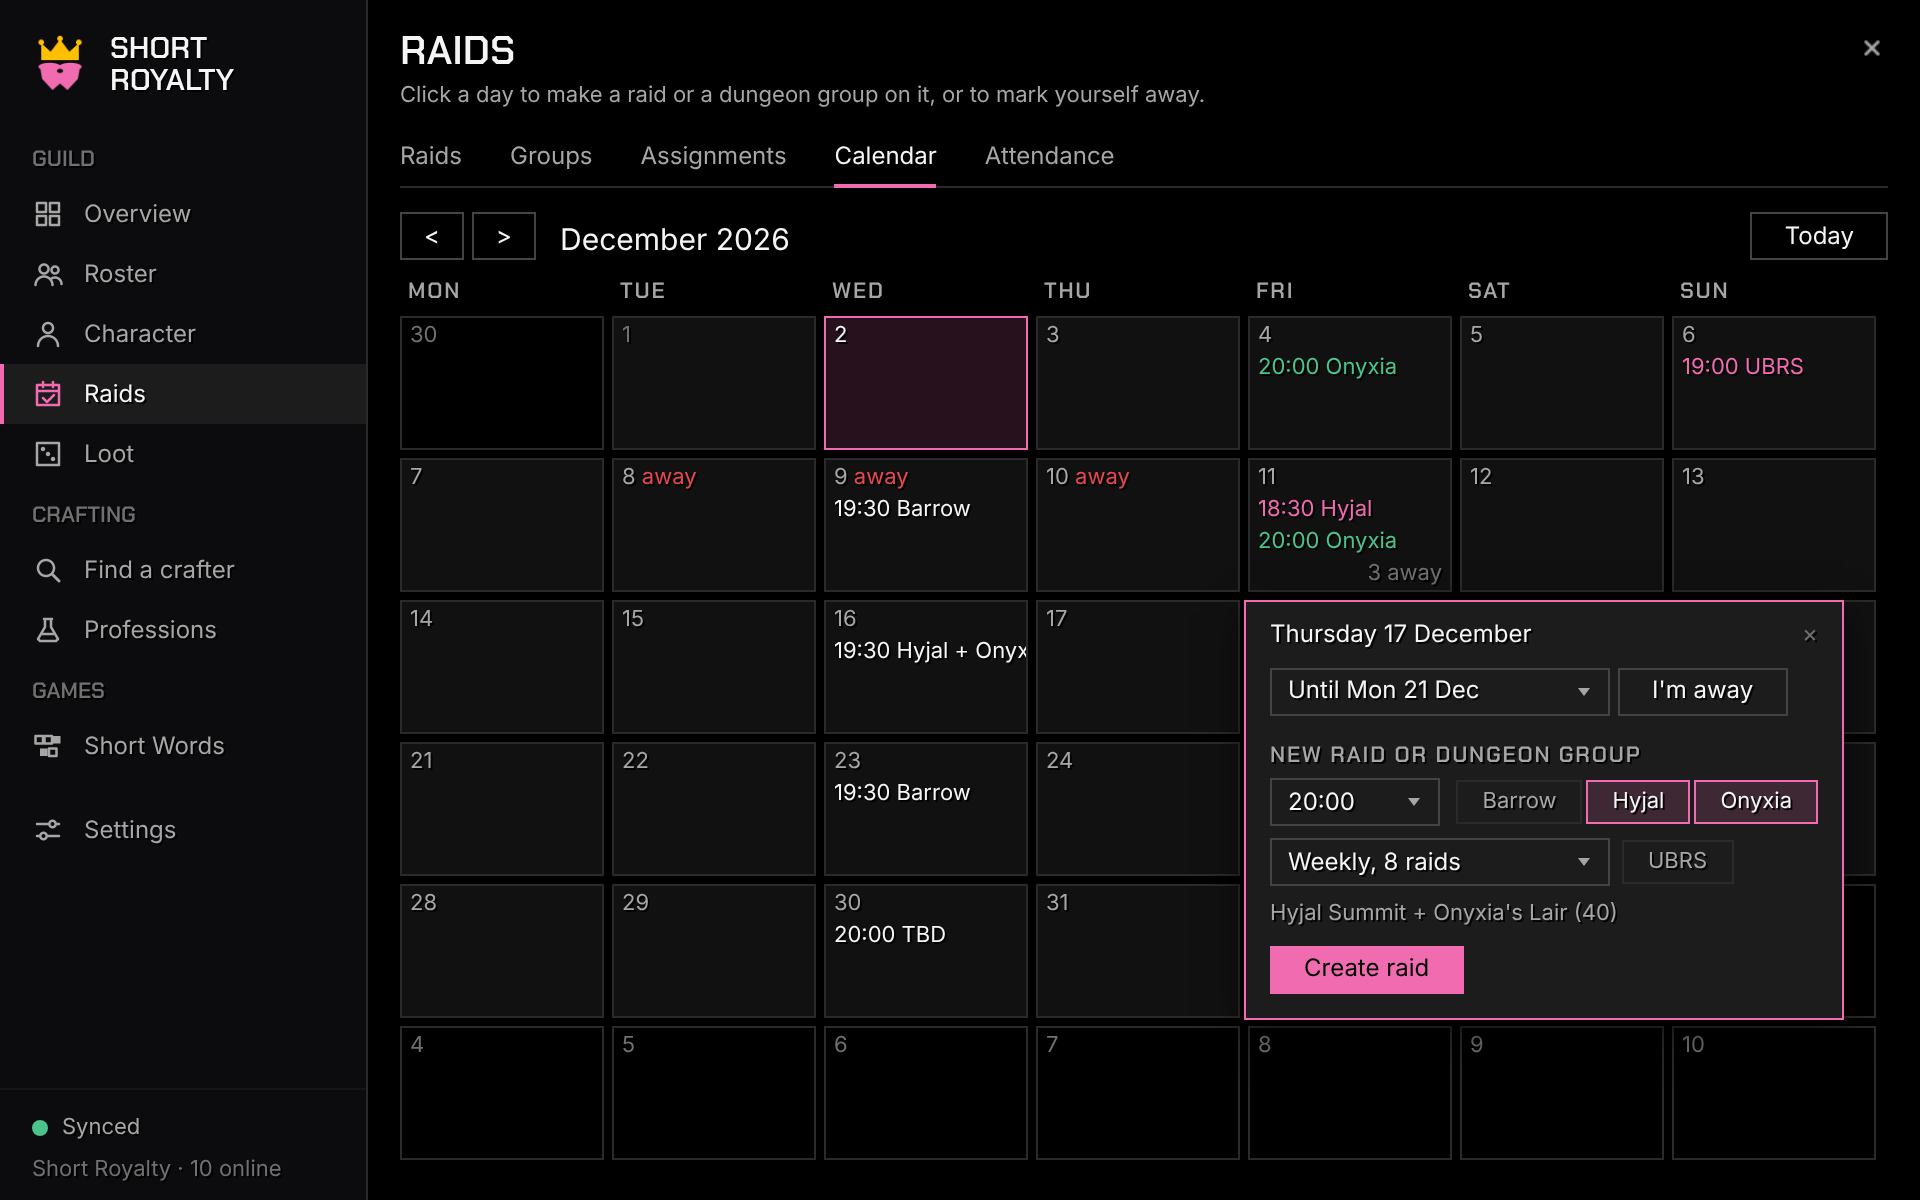 SHORT
ROYALTY
GUILD
Overview
Roster
Character
Raids
Loot
CRAFTING
Find a crafter
Professions
GAMES
Short Words
Settings
Synced
Short Royalty · 10 online
RAIDS
×
Click a day to make a raid or a dungeon group on it, or to mark yourself away.
Raids Groups Assignments Calendar Attendance
< > December 2026 Today
MON TUE WED THU FRI SAT SUN
30 1 2 3 4 5 6
20:00 Onyxia 19:00 UBRS
7 8 away 9 away 10 away 11 12 13
19:30 Barrow 18:30 Hyjal
20:00 Onyxia
3 away
14 15 16 17
19:30 Hyjal + Onyx
21 22 23 24
19:30 Barrow
28 29 30 31
20:00 TBD
4 5 6 7 8 9 10
Thursday 17 December ×
Until Mon 21 Dec I'm away
NEW RAID OR DUNGEON GROUP
20:00 Barrow Hyjal Onyxia
Weekly, 8 raids UBRS
Hyjal Summit + Onyxia's Lair (40)
Create raid